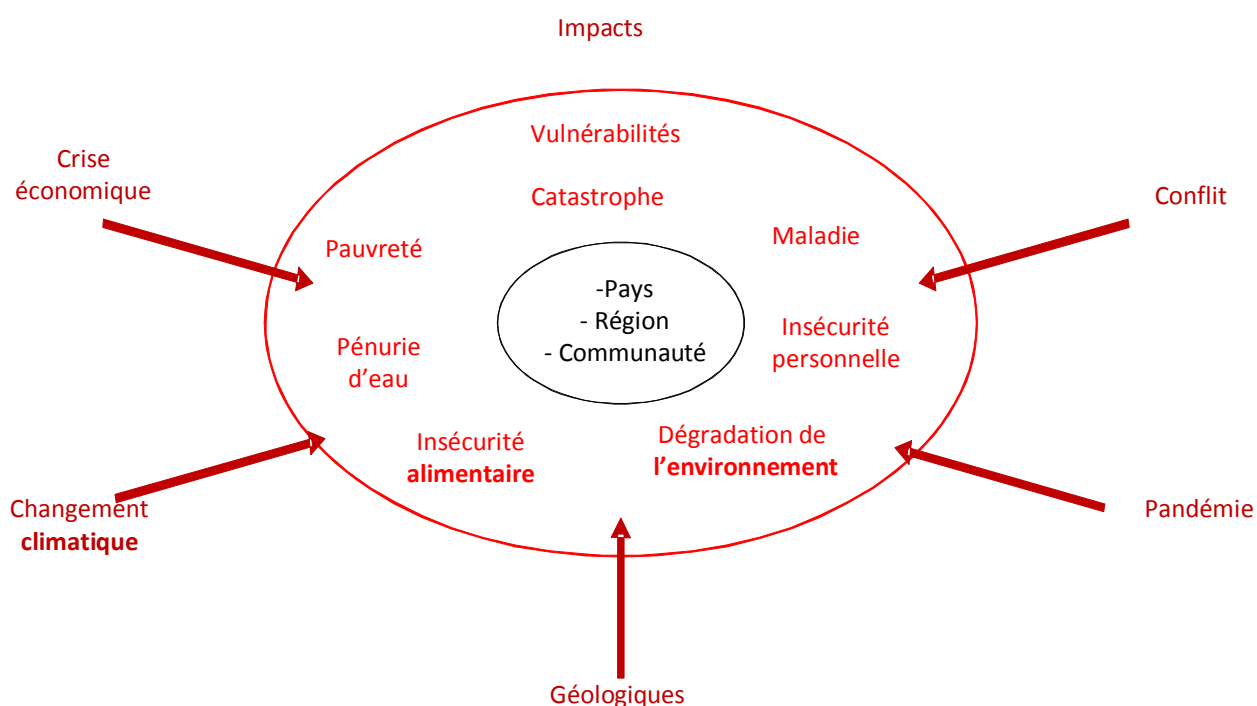 Impacts
Vulnérabilités
Crise
économique
Catastrophe
Conflit
Pauvreté
Maladie
-Pays
- Région
- Communauté
Pénurie
d’eau
Insécurité
personnelle
Insécurité
alimentaire
Dégradation de
l’environnement
Changement
climatique
Pandémie
Géologiques